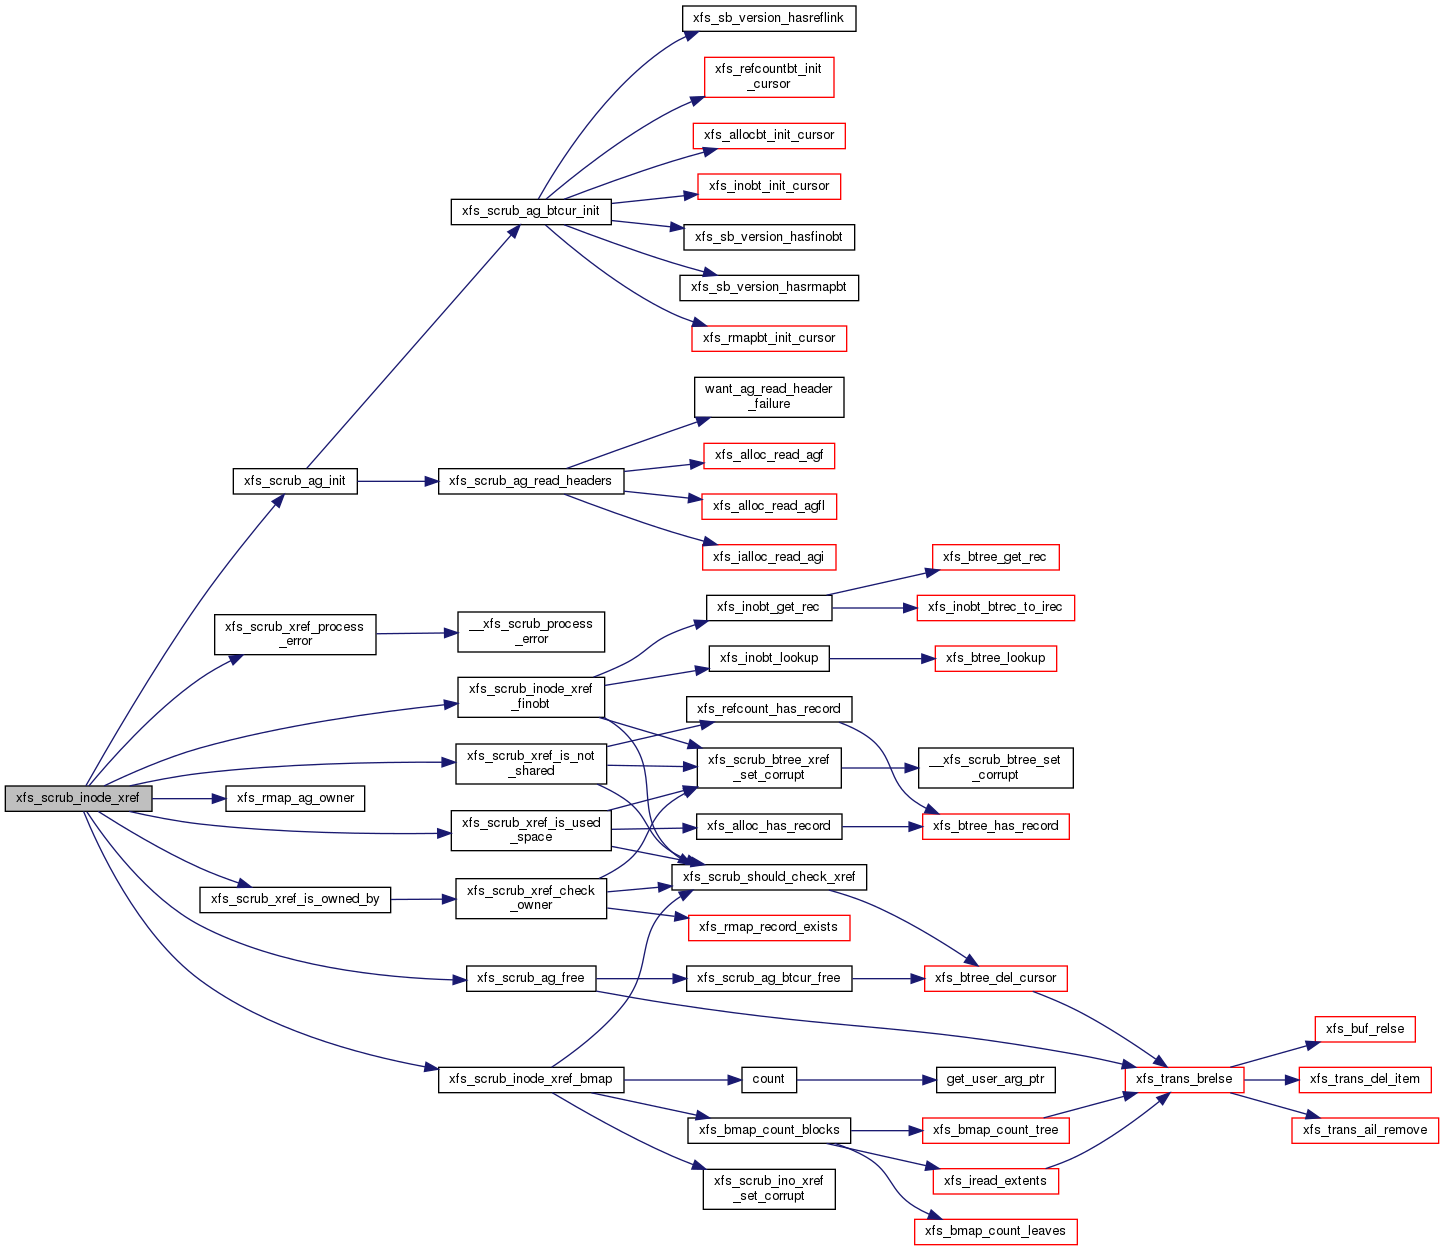 xfs_sb_version_hasreflink
xfs_refcountbt_init
_cursor
xfs_allocbt_init_cursor
xfs_inobt_init_cursor
xfs_scrub_ag_btcur_init
xfs_sb_version_hasfinobt
xfs_sb_version_hasrmapbt
xfs_rmapbt_init_cursor
want_ag_read_header
_failure
xfs_alloc_read_agf
xfs_scrub_ag_init
xfs_scrub_ag_read_headers
xfs_alloc_read_agfl
xfs_ialloc_read_agi
xfs_btree_get_rec
xfs_inobt_get_rec
xfs_inobt_btrec_to_irec
xfs_scrub_xref_process
_error
__xfs_scrub_process
_error
xfs_inobt_lookup
xfs_btree_lookup
xfs_scrub_inode_xref
_finobt
xfs_refcount_has_record
xfs_scrub_xref_is_not
_shared
xfs_scrub_btree_xref
_set_corrupt
__xfs_scrub_btree_set
_corrupt
xfs_scrub_inode_xref
xfs_rmap_ag_owner
xfs_scrub_xref_is_used
_space
xfs_alloc_has_record
xfs_btree_has_record
xfs_scrub_should_check_xref
xfs_scrub_xref_is_owned_by
xfs_scrub_xref_check
_owner
xfs_rmap_record_exists
xfs_scrub_ag_free
xfs_scrub_ag_btcur_free
xfs_btree_del_cursor
xfs_buf_relse
xfs_scrub_inode_xref_bmap
count
get_user_arg_ptr
xfs_trans_brelse
xfs_trans_del_item
xfs_bmap_count_blocks
xfs_bmap_count_tree
xfs_trans_ail_remove
xfs_iread_extents
xfs_scrub_ino_xref
_set_corrupt
xfs_bmap_count_leaves